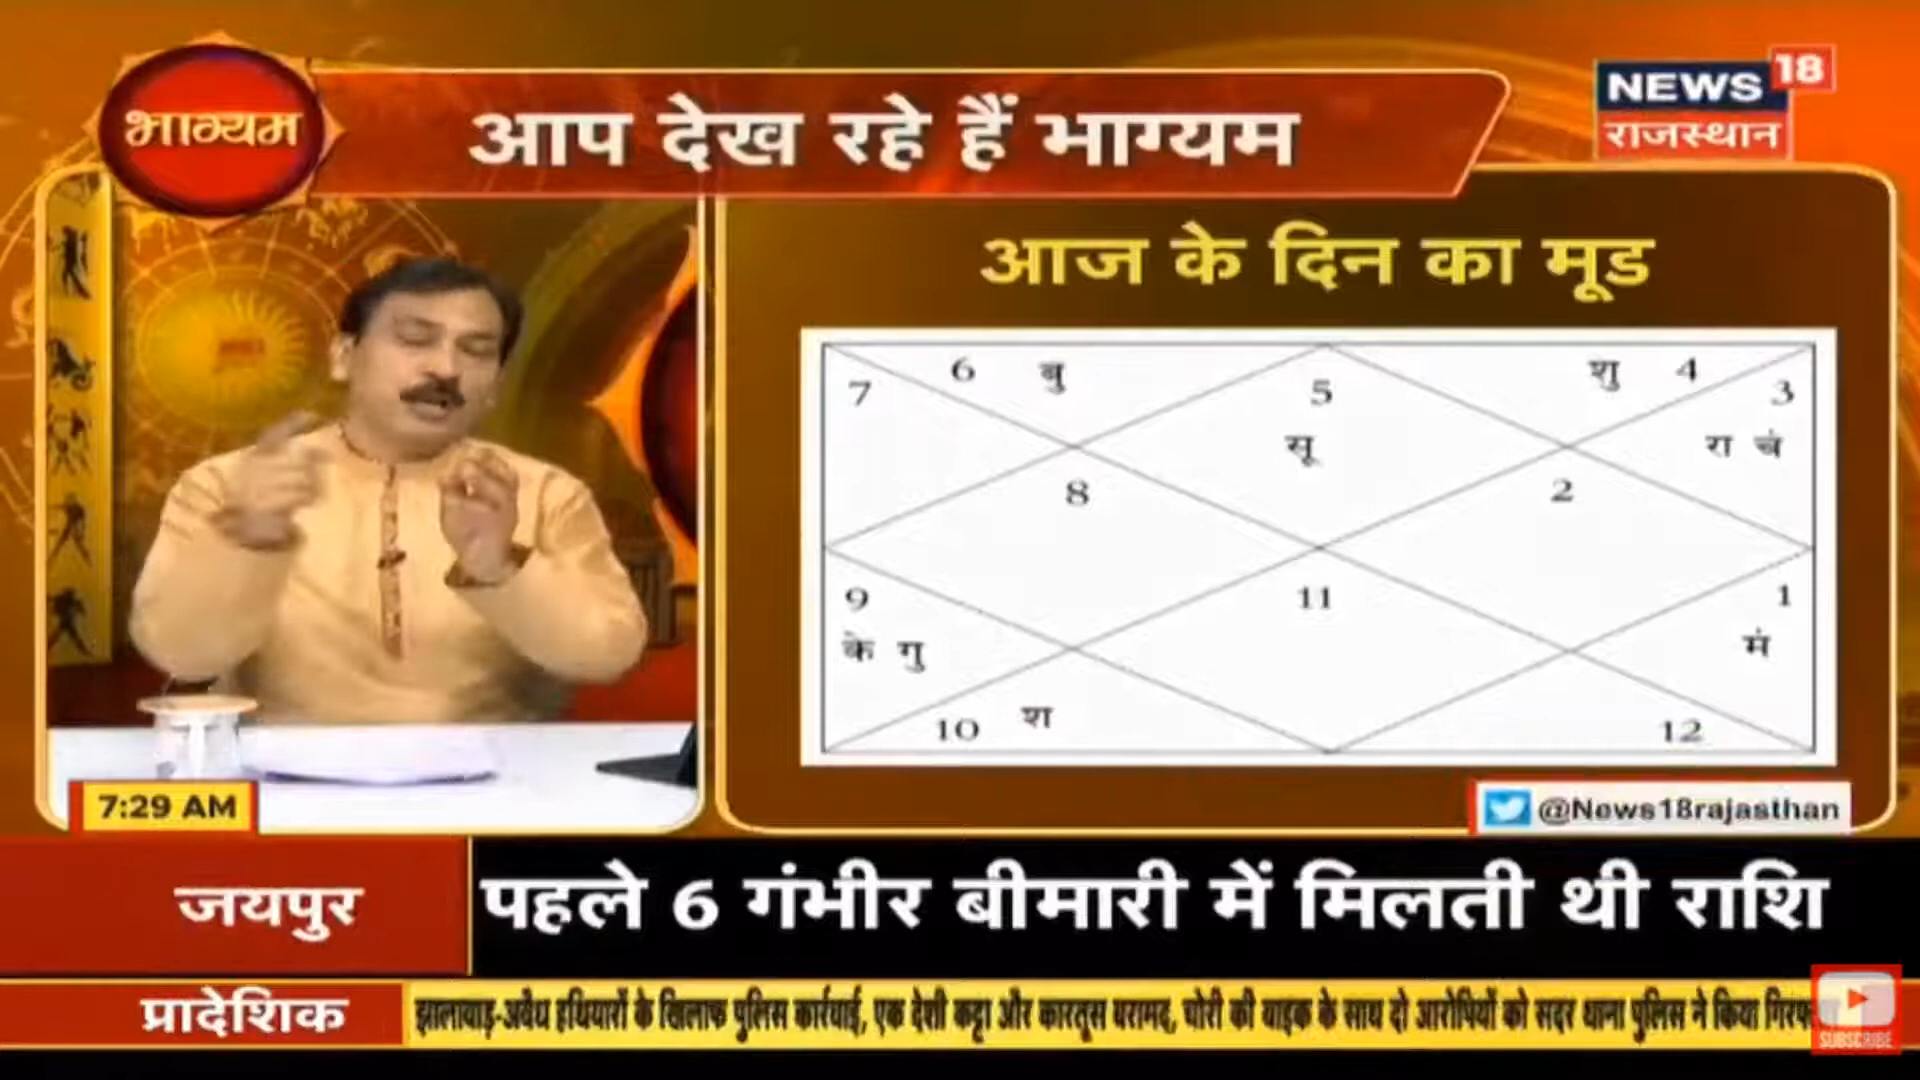 भाग्यम
आप देख रहे हैं भाग्यम
NEWS 18
राजस्थान
आज के दिन का मूड
7
6 बु
5
सू
शु 4
3
रा चं
8
2
9
के गु
11
1
मं
10 श
12
7:29 AM
@News18rajasthan
जयपुर
पहले 6 गंभीर बीमारी में मिलती थी राशि
प्रादेशिक
झालावाड़-अवैध हथियारों के खिलाफ पुलिस कार्रवाई, एक देशी कट्टा और कारतूस बरामद, चोरी की बाइक के साथ दो आरोपियों को सदर थाना पुलिस ने किया
SUBSCRIBE